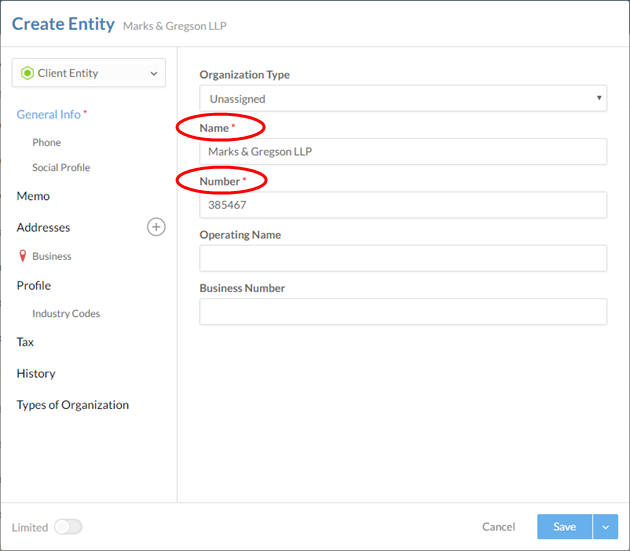 Create Entity Marks & Gregson LLP
Client Entity
General Info *
Phone
Social Profile
Memo
Addresses
Business
Profile
Industry Codes
Tax
History
Types of Organization
Organization Type
Unassigned
Name *
Marks & Gregson LLP
Number *
385467
Operating Name
Business Number
Limited
Cancel
Save